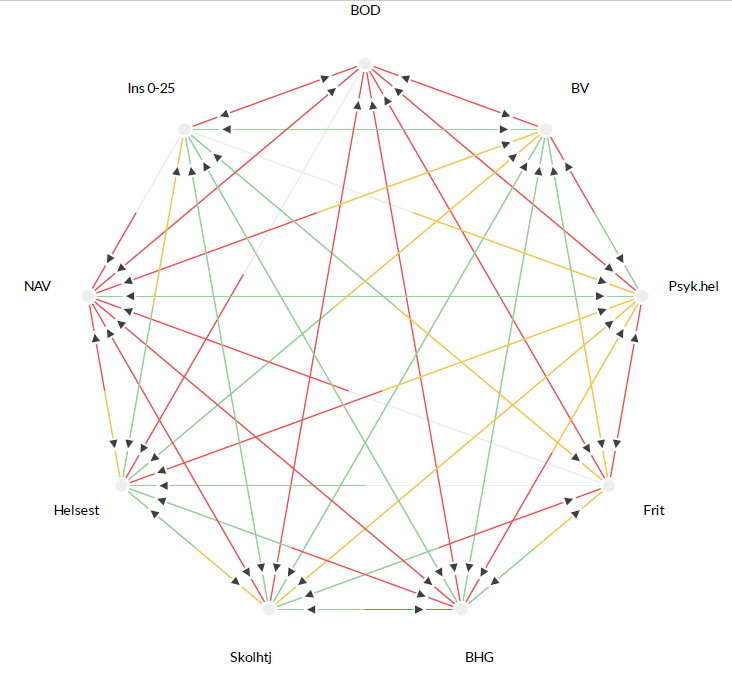 BOD
Ins 0-25
BV
NAV
Psyk.hel
Helsest
Frit
Skolhtj
BHG